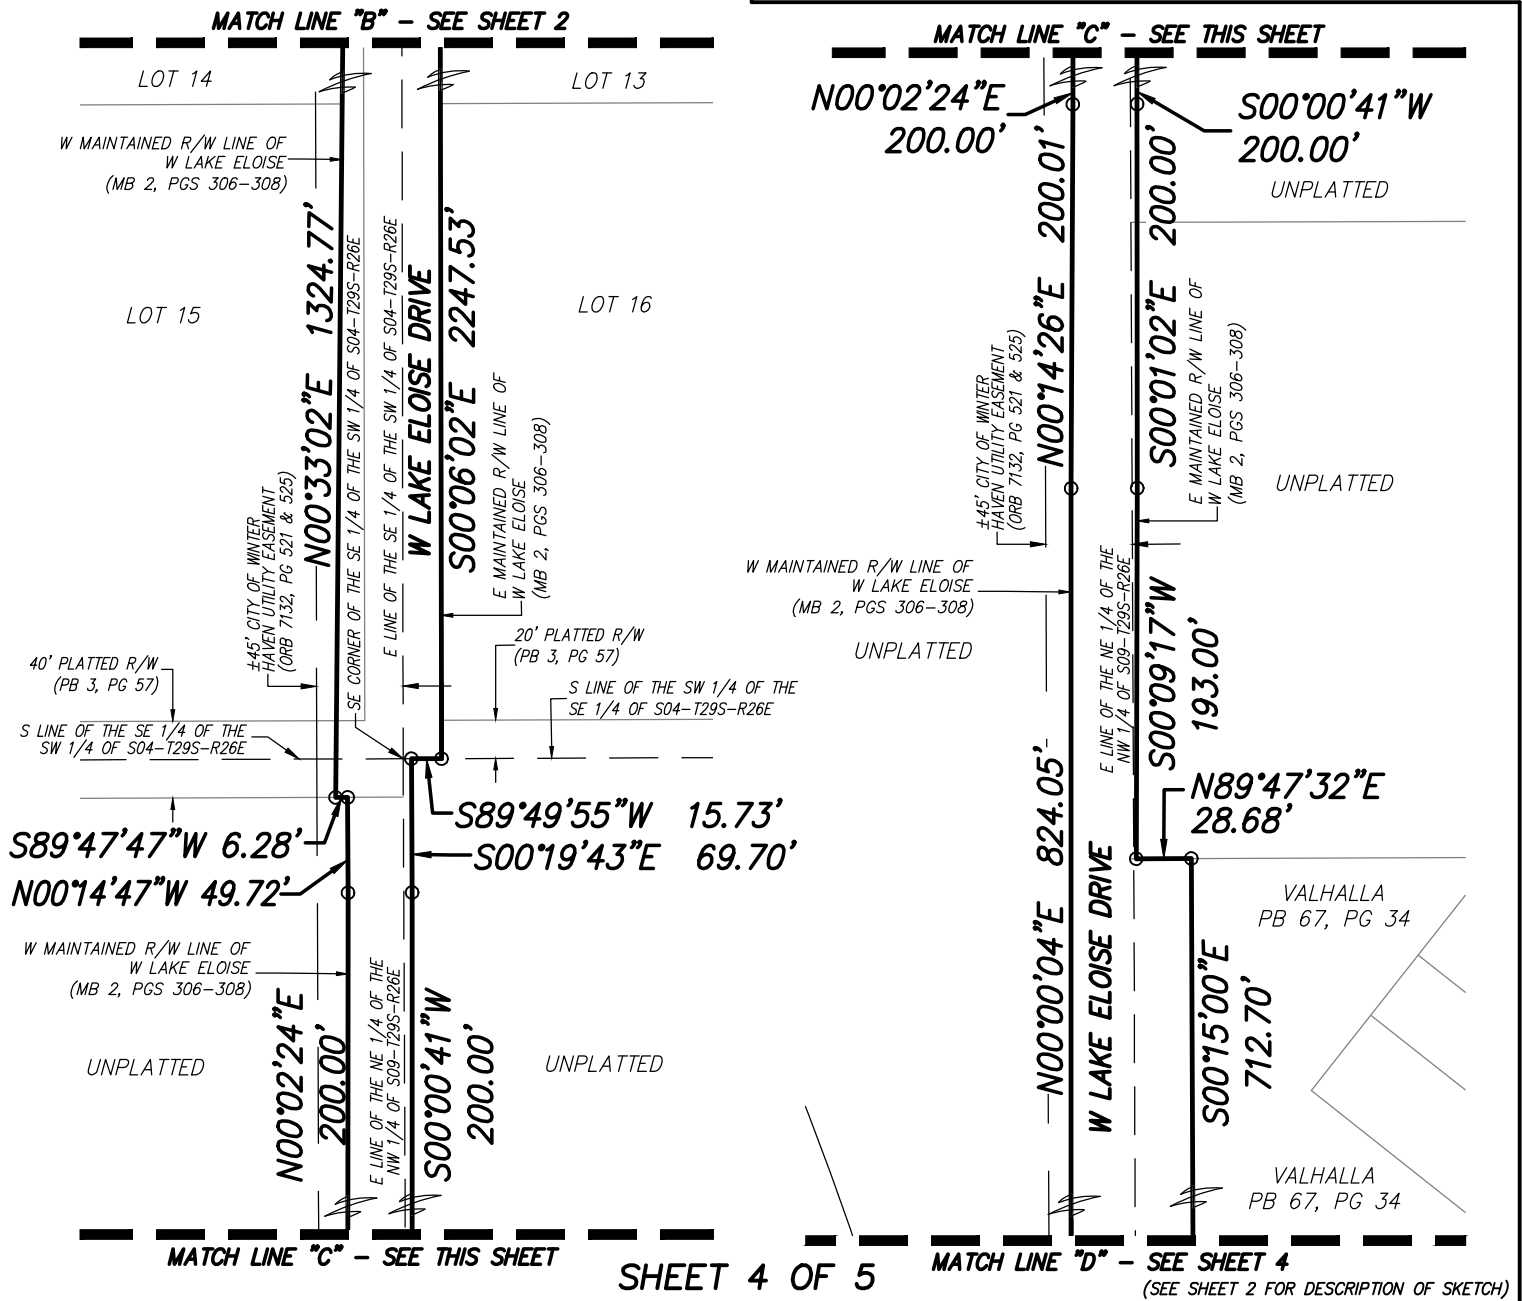 MATCH LINE "B" - SEE SHEET 2
LOT 14
LOT 13
W MAINTAINED R/W LINE OF
W LAKE ELOISE
(MB 2, PGS 306-308)
LOT 15
LOT 16
N00°33'02"E 1324.77'
SE CORNER OF THE SE 1/4 OF THE SW 1/4 OF S04-T29S-R26E
E LINE OF THE SE 1/4 OF THE SW 1/4 OF S04-T29S-R26E
W LAKE ELOISE DRIVE
S00°06'02"E 2247.53'
E MAINTAINED R/W LINE OF
W LAKE ELOISE
(MB 2, PGS 306-308)
±45' CITY OF WINTER
HAVEN UTILITY EASEMENT
(ORB 7132, PG 521 & 525)
40' PLATTED R/W
(PB 3, PG 57)
20' PLATTED R/W
(PB 3, PG 57)
S LINE OF THE SW 1/4 OF THE
SE 1/4 OF S04-T29S-R26E
S LINE OF THE SE 1/4 OF THE
SW 1/4 OF S04-T29S-R26E
S89°49'55"W 15.73'
S89°47'47"W 6.28'
S00°19'43"E 69.70'
N00°14'47"W 49.72'
W MAINTAINED R/W LINE OF
W LAKE ELOISE
(MB 2, PGS 306-308)
N00°02'24"E
200.00'
E LINE OF THE NE 1/4 OF THE
NW 1/4 OF S09-T29S-R26E
S00°00'41"W
200.00'
UNPLATTED
UNPLATTED
MATCH LINE "C" - SEE THIS SHEET
MATCH LINE "C" - SEE THIS SHEET
N00°02'24"E
200.00'
S00°00'41"W
200.00'
UNPLATTED
N00°14'26"E 200.01'
S00°01'02"E 200.00'
±45' CITY OF WINTER
HAVEN UTILITY EASEMENT
(ORB 7132, PG 521 & 525)
E MAINTAINED R/W LINE OF
W LAKE ELOISE
(MB 2, PGS 306-308)
UNPLATTED
W MAINTAINED R/W LINE OF
W LAKE ELOISE
(MB 2, PGS 306-308)
UNPLATTED
E LINE OF THE NE 1/4 OF THE
NW 1/4 OF S09-T29S-R26E
S00°09'17"W
193.00'
N89°47'32"E
28.68'
N00°00'04"E 824.05'
W LAKE ELOISE DRIVE
VALHALLA
PB 67, PG 34
S00°15'00"E
712.70'
VALHALLA
PB 67, PG 34
MATCH LINE "D" - SEE SHEET 4
SHEET 4 OF 5
(SEE SHEET 2 FOR DESCRIPTION OF SKETCH)